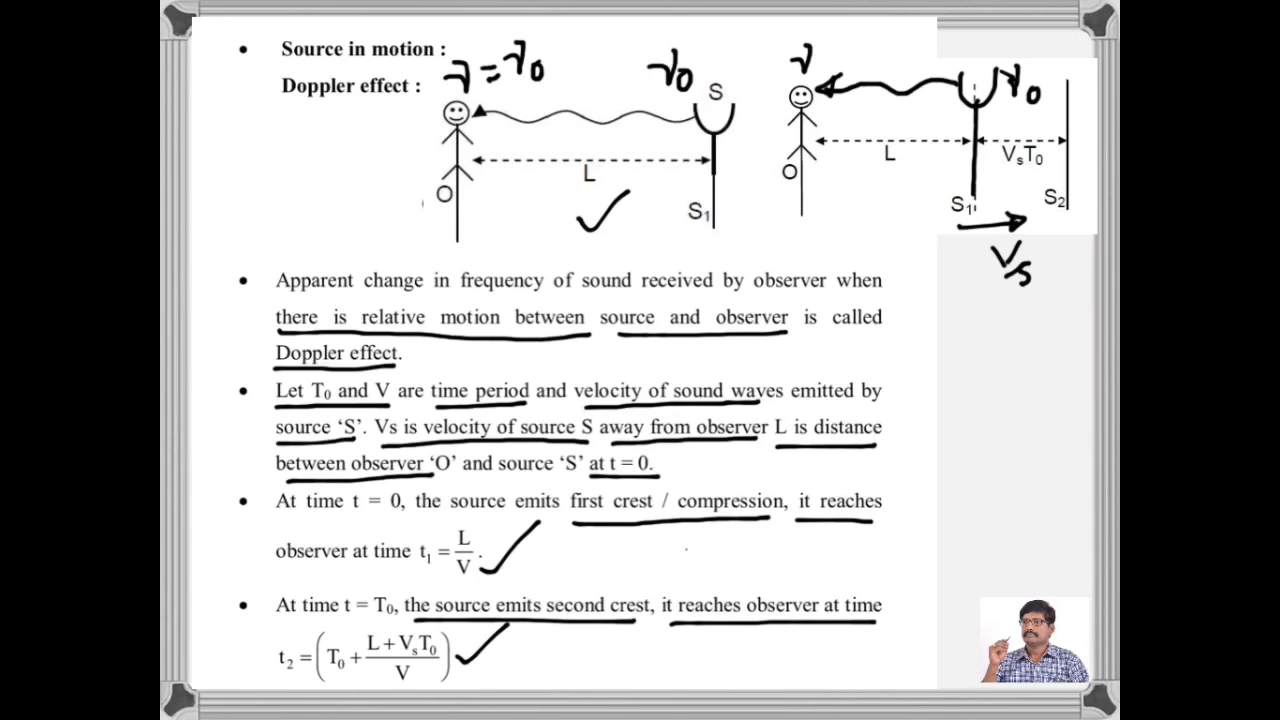 • Source in motion :
Doppler effect :
ν = ν₀
ν₀
S
O
L
S₁
ν
ν₀
O
L
VₛT₀
S₁
S₂
Vₛ
• Apparent change in frequency of sound received by observer when
there is relative motion between source and observer is called
Doppler effect.
• Let T₀ and V are time period and velocity of sound waves emitted by
source ‘S’. Vs is velocity of source S away from observer L is distance
between observer ‘O’ and source ‘S’ at t = 0.
• At time t = 0, the source emits first crest / compression, it reaches
observer at time t₁ = L/V .
• At time t = T₀, the source emits second crest, it reaches observer at time
t₂ = (T₀ + (L + VₛT₀)/V)